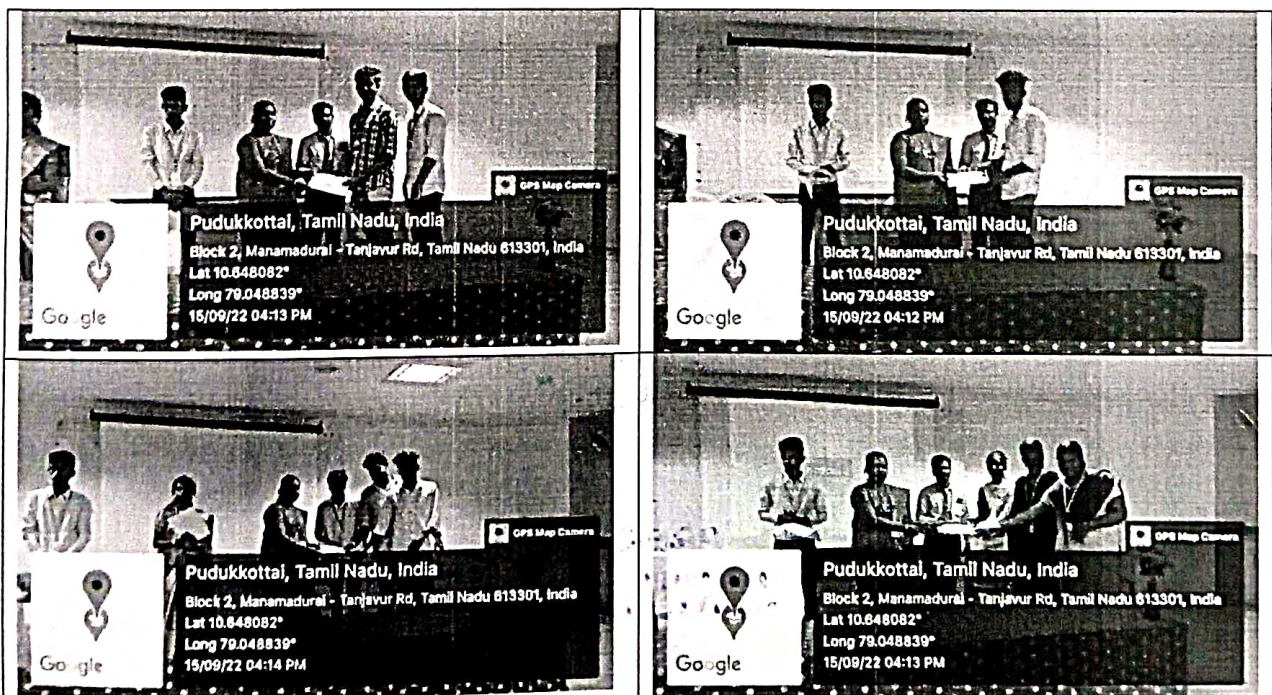 GPS Map Camera
Pudukkottai, Tamil Nadu, India
Block 2, Manamadurai - Tanjavur Rd, Tamil Nadu 613301, India
Lat 10.648082°
Long 79.048839°
15/09/22 04:13 PM
Google
GPS Map Camera
Pudukkottai, Tamil Nadu, India
Block 2, Manamadurai - Tanjavur Rd, Tamil Nadu 613301, India
Lat 10.648082°
Long 79.048839°
15/09/22 04:12 PM
Google
GPS Map Camera
Pudukkottai, Tamil Nadu, India
Block 2, Manamadurai - Tanjavur Rd, Tamil Nadu 613301, India
Lat 10.648082°
Long 79.048839°
15/09/22 04:14 PM
Google
GPS Map Camera
Pudukkottai, Tamil Nadu, India
Block 2, Manamadurai - Tanjavur Rd, Tamil Nadu 613301, India
Lat 10.648082°
Long 79.048839°
15/09/22 04:13 PM
Google